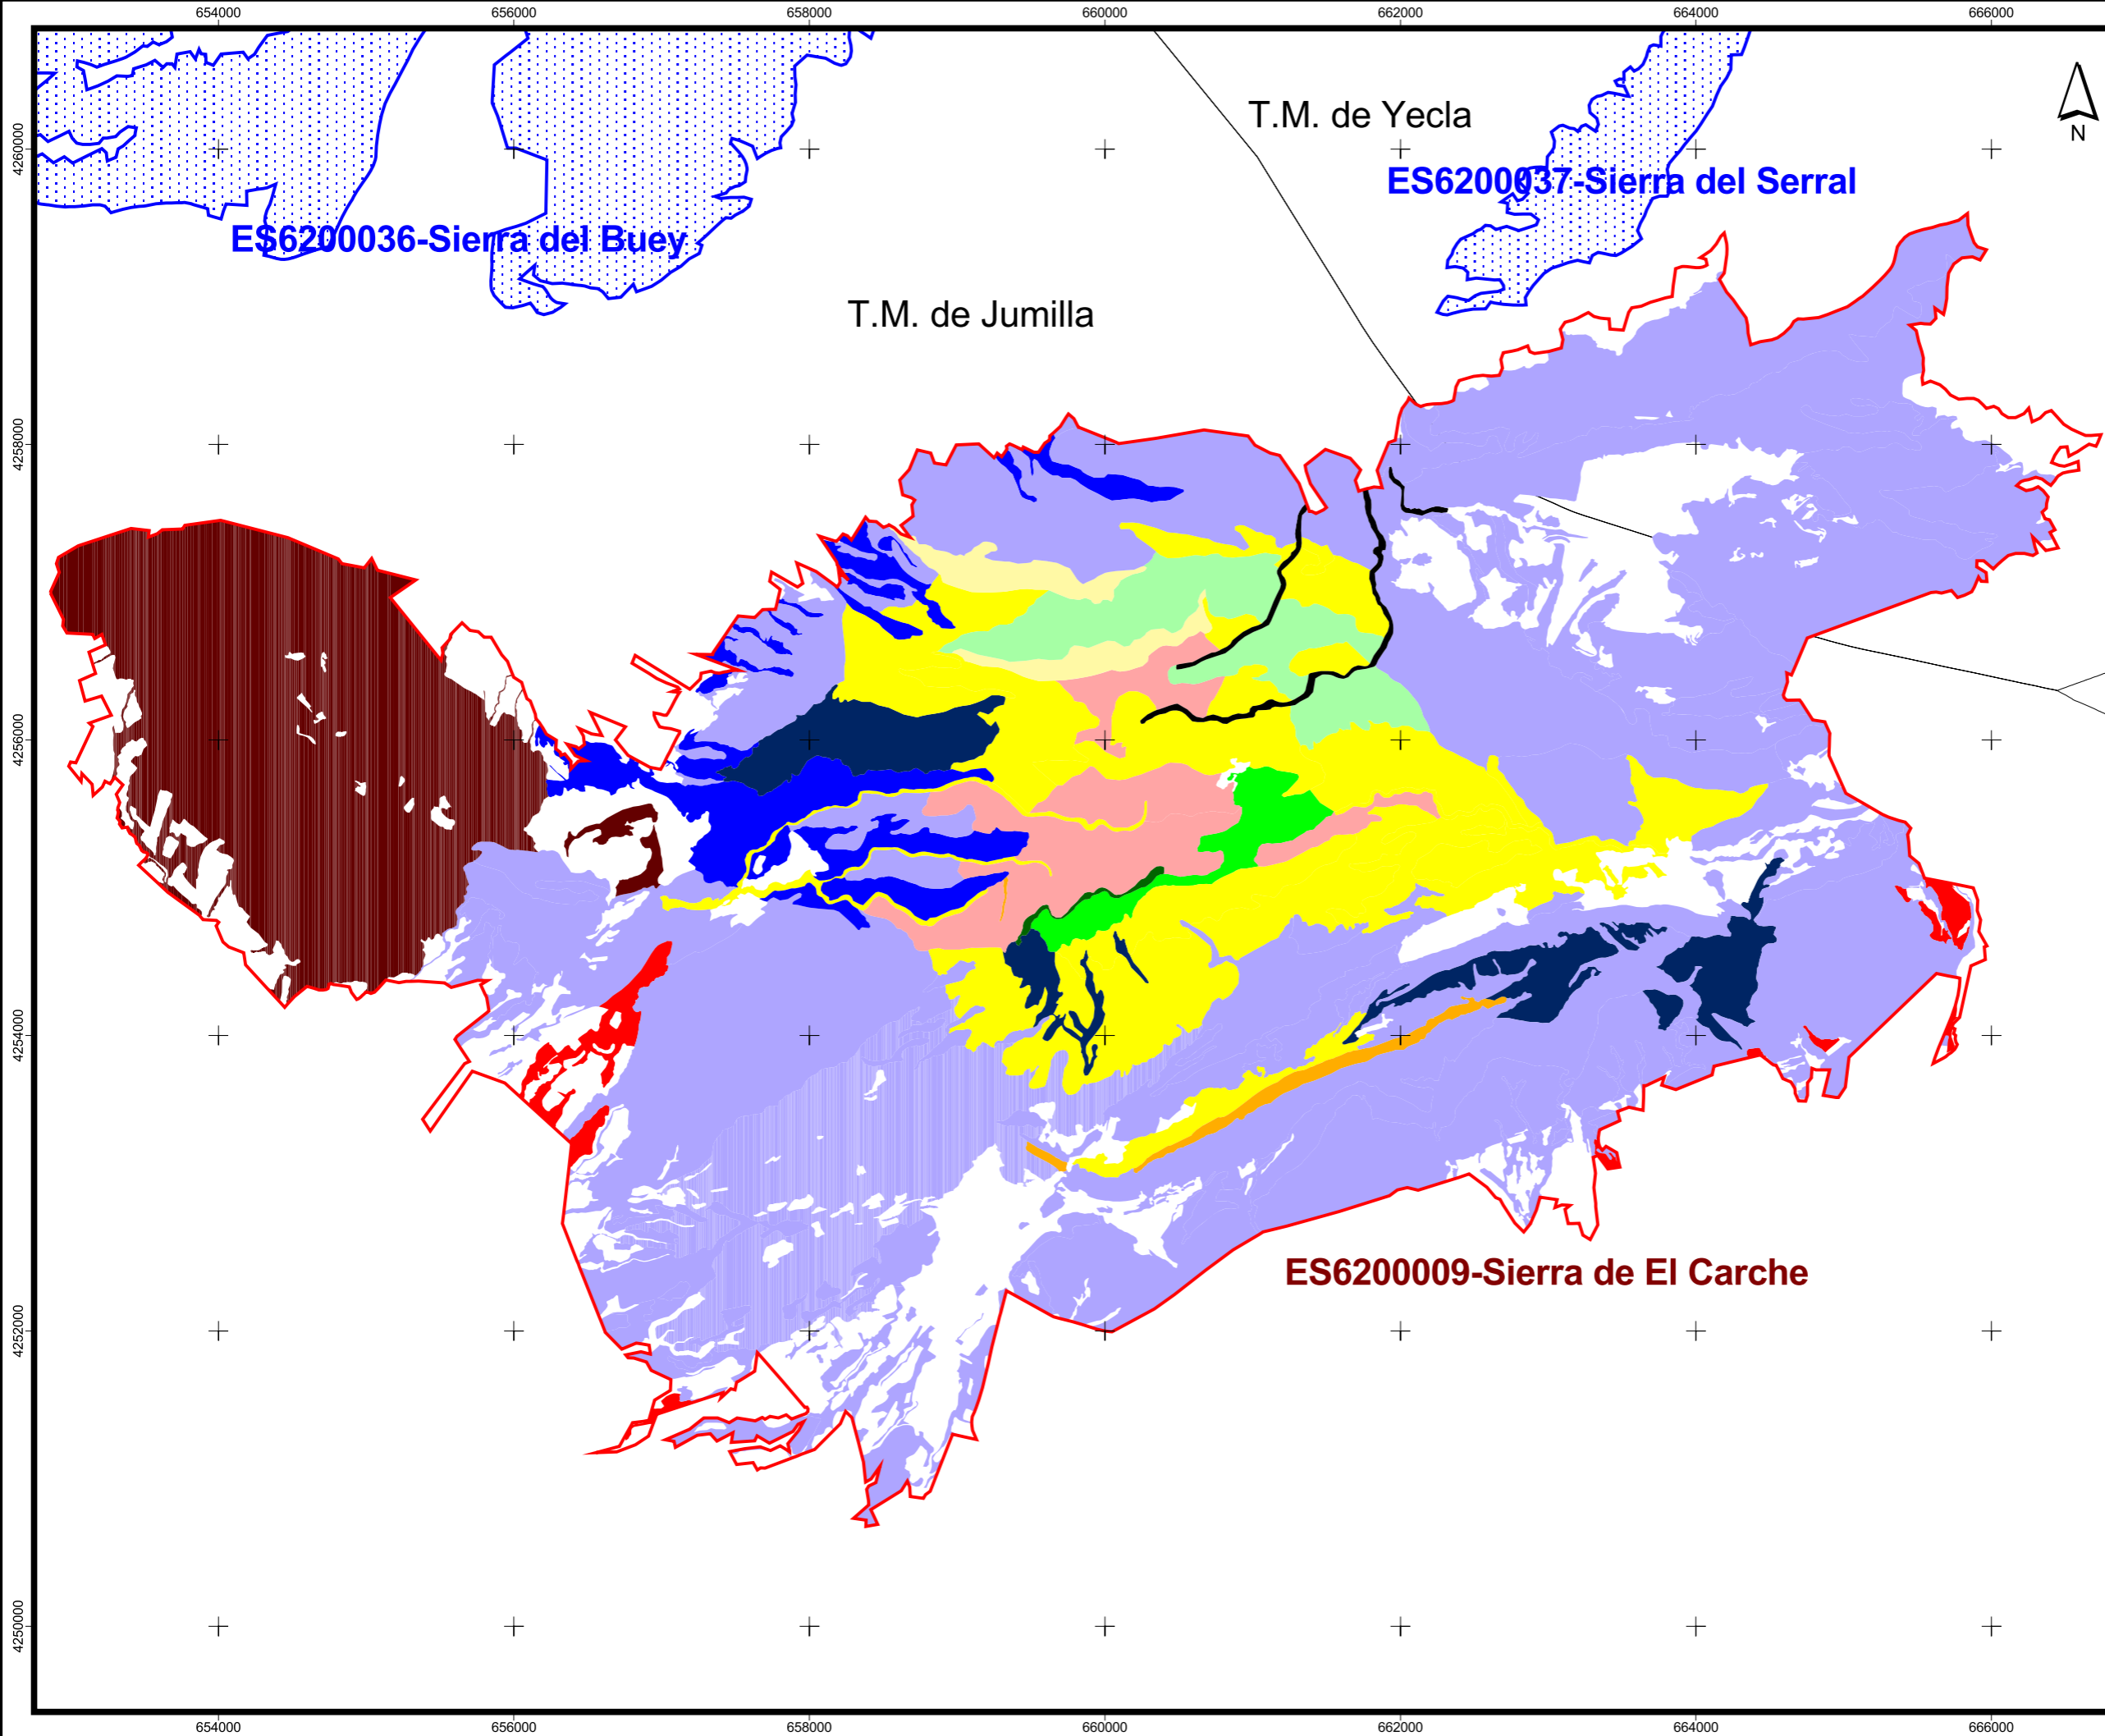 654000 656000 658000 660000 662000 664000 666000
T.M. de Yecla
N
4260000
ES6200037-Sierra del Serral
ES6200036-Sierra del Buey
T.M. de Jumilla
4258000
4256000
4254000
ES6200009-Sierra de El Carche
4252000
4250000
654000 656000 658000 660000 662000 664000 666000